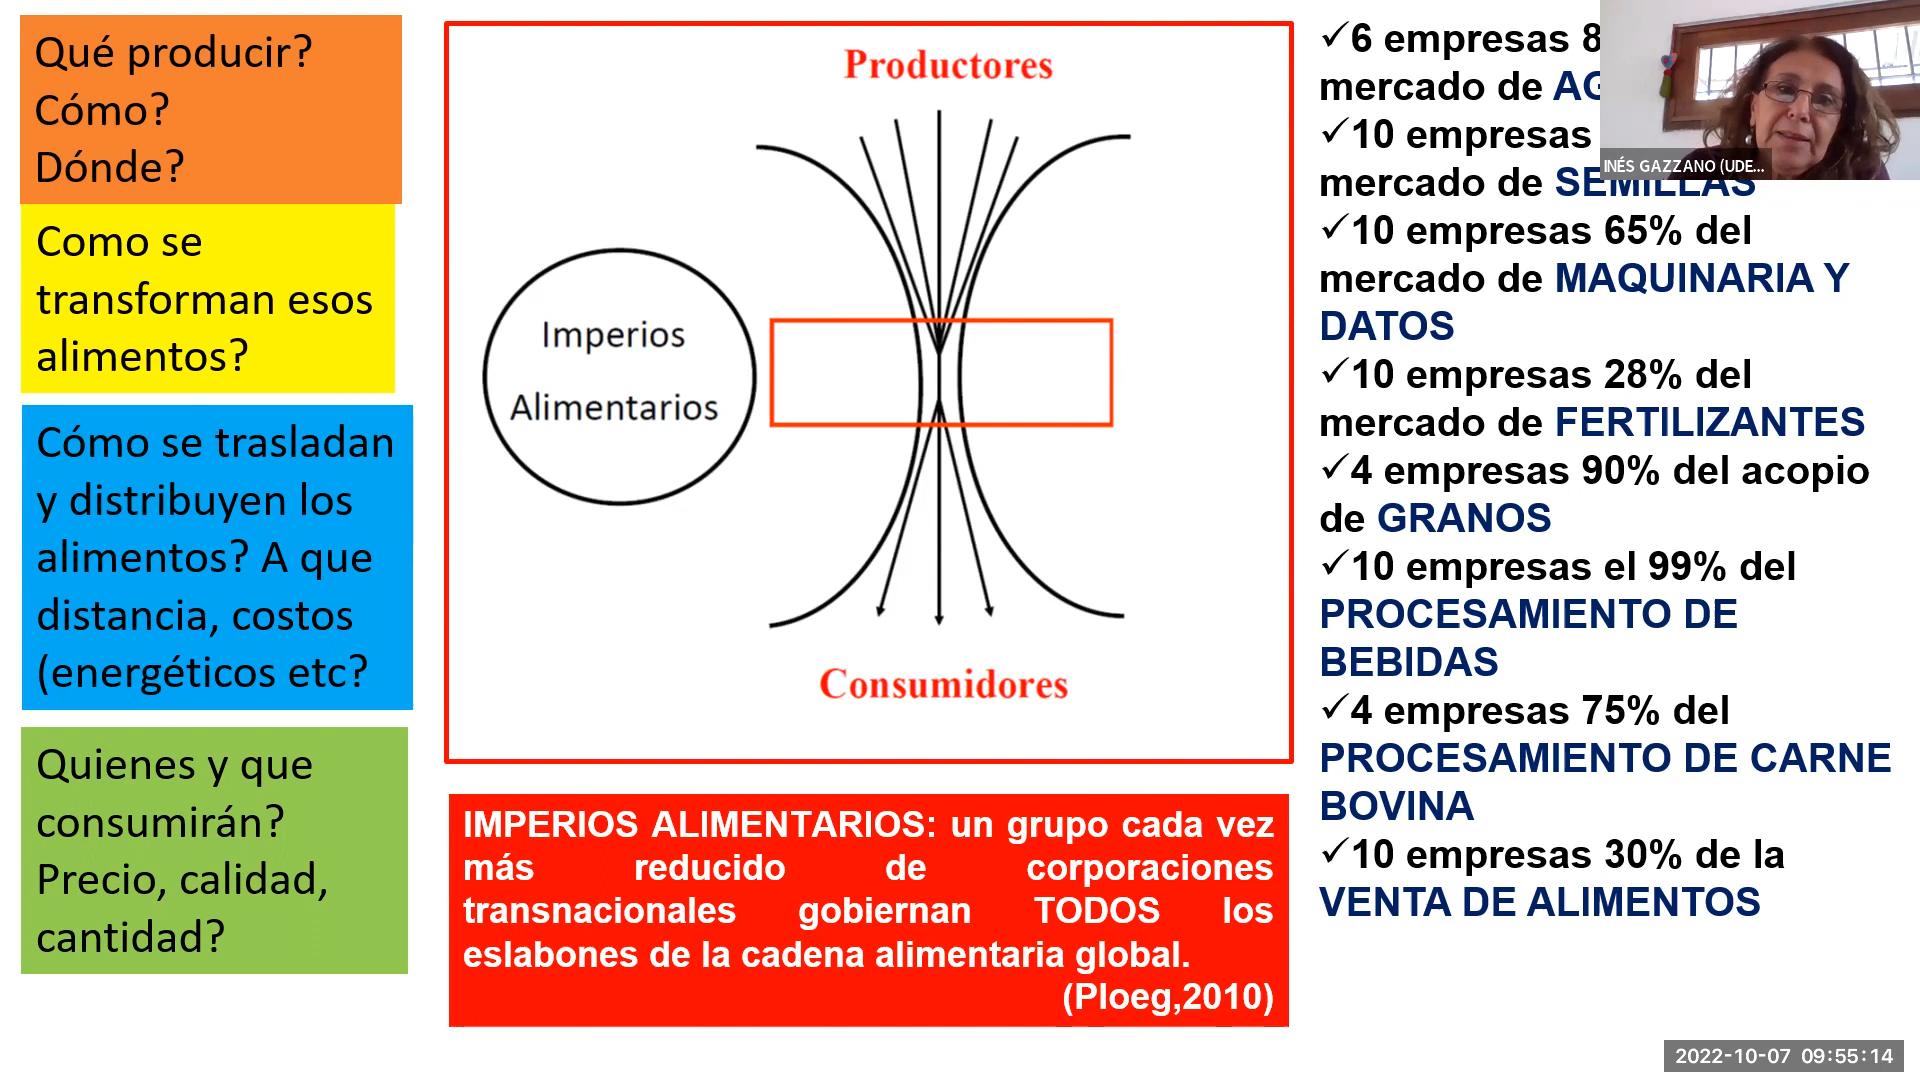 Qué producir?
Cómo?
Dónde?
Como se
transforman esos
alimentos?
Cómo se trasladan
y distribuyen los
alimentos? A que
distancia, costos
(energéticos etc?
Quienes y que
consumirán?
Precio, calidad,
cantidad?
Productores
Imperios
Alimentarios
Consumidores
IMPERIOS ALIMENTARIOS: un grupo cada vez
más reducido de corporaciones
transnacionales gobiernan TODOS los
eslabones de la cadena alimentaria global.
(Ploeg,2010)
✓6 empresas
mercado de
✓10 empresas
mercado de SEMILLAS
✓10 empresas 65% del
mercado de MAQUINARIA Y
DATOS
✓10 empresas 28% del
mercado de FERTILIZANTES
✓4 empresas 90% del acopio
de GRANOS
✓10 empresas el 99% del
PROCESAMIENTO DE
BEBIDAS
✓4 empresas 75% del
PROCESAMIENTO DE CARNE
BOVINA
✓10 empresas 30% de la
VENTA DE ALIMENTOS
INÉS GAZZANO (UDE...
2022-10-07 09:55:14